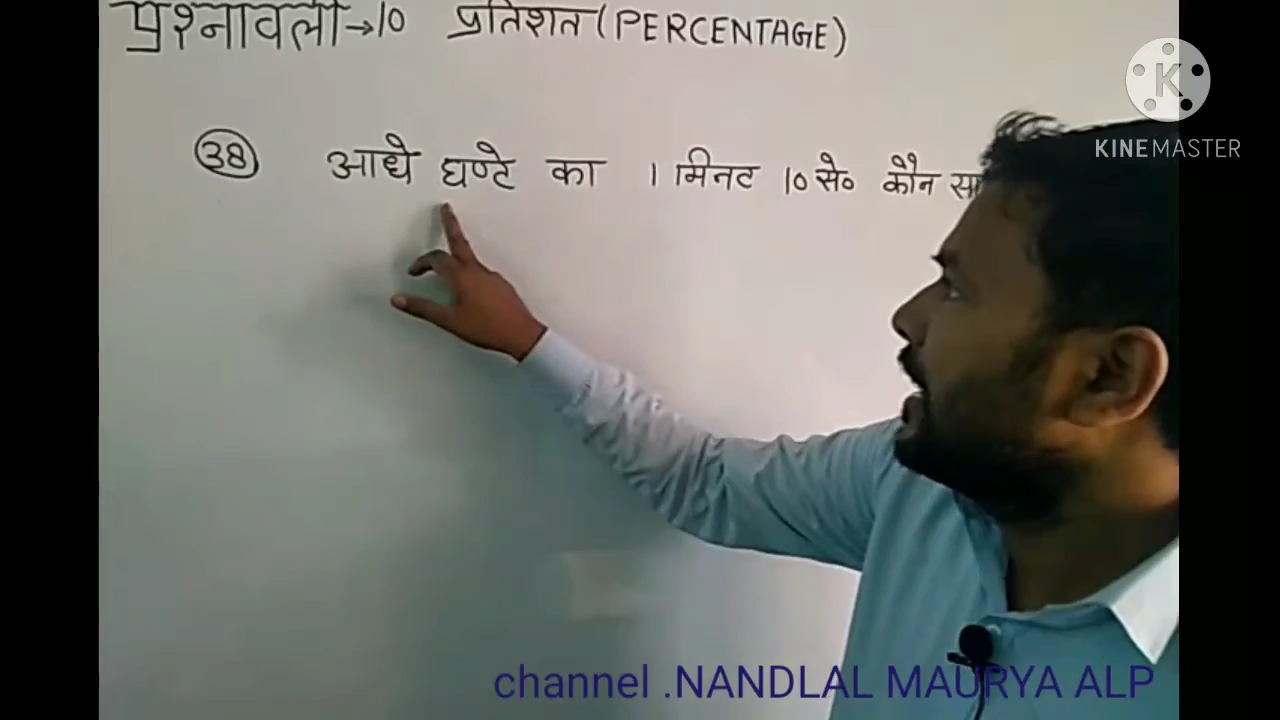 प्रश्नावली→10 प्रतिशत (PERCENTAGE)
KINEMASTER
38 आधे घण्टे का 1 मिनट 10 से० कौन सा
channel .NANDLAL MAURYA ALP